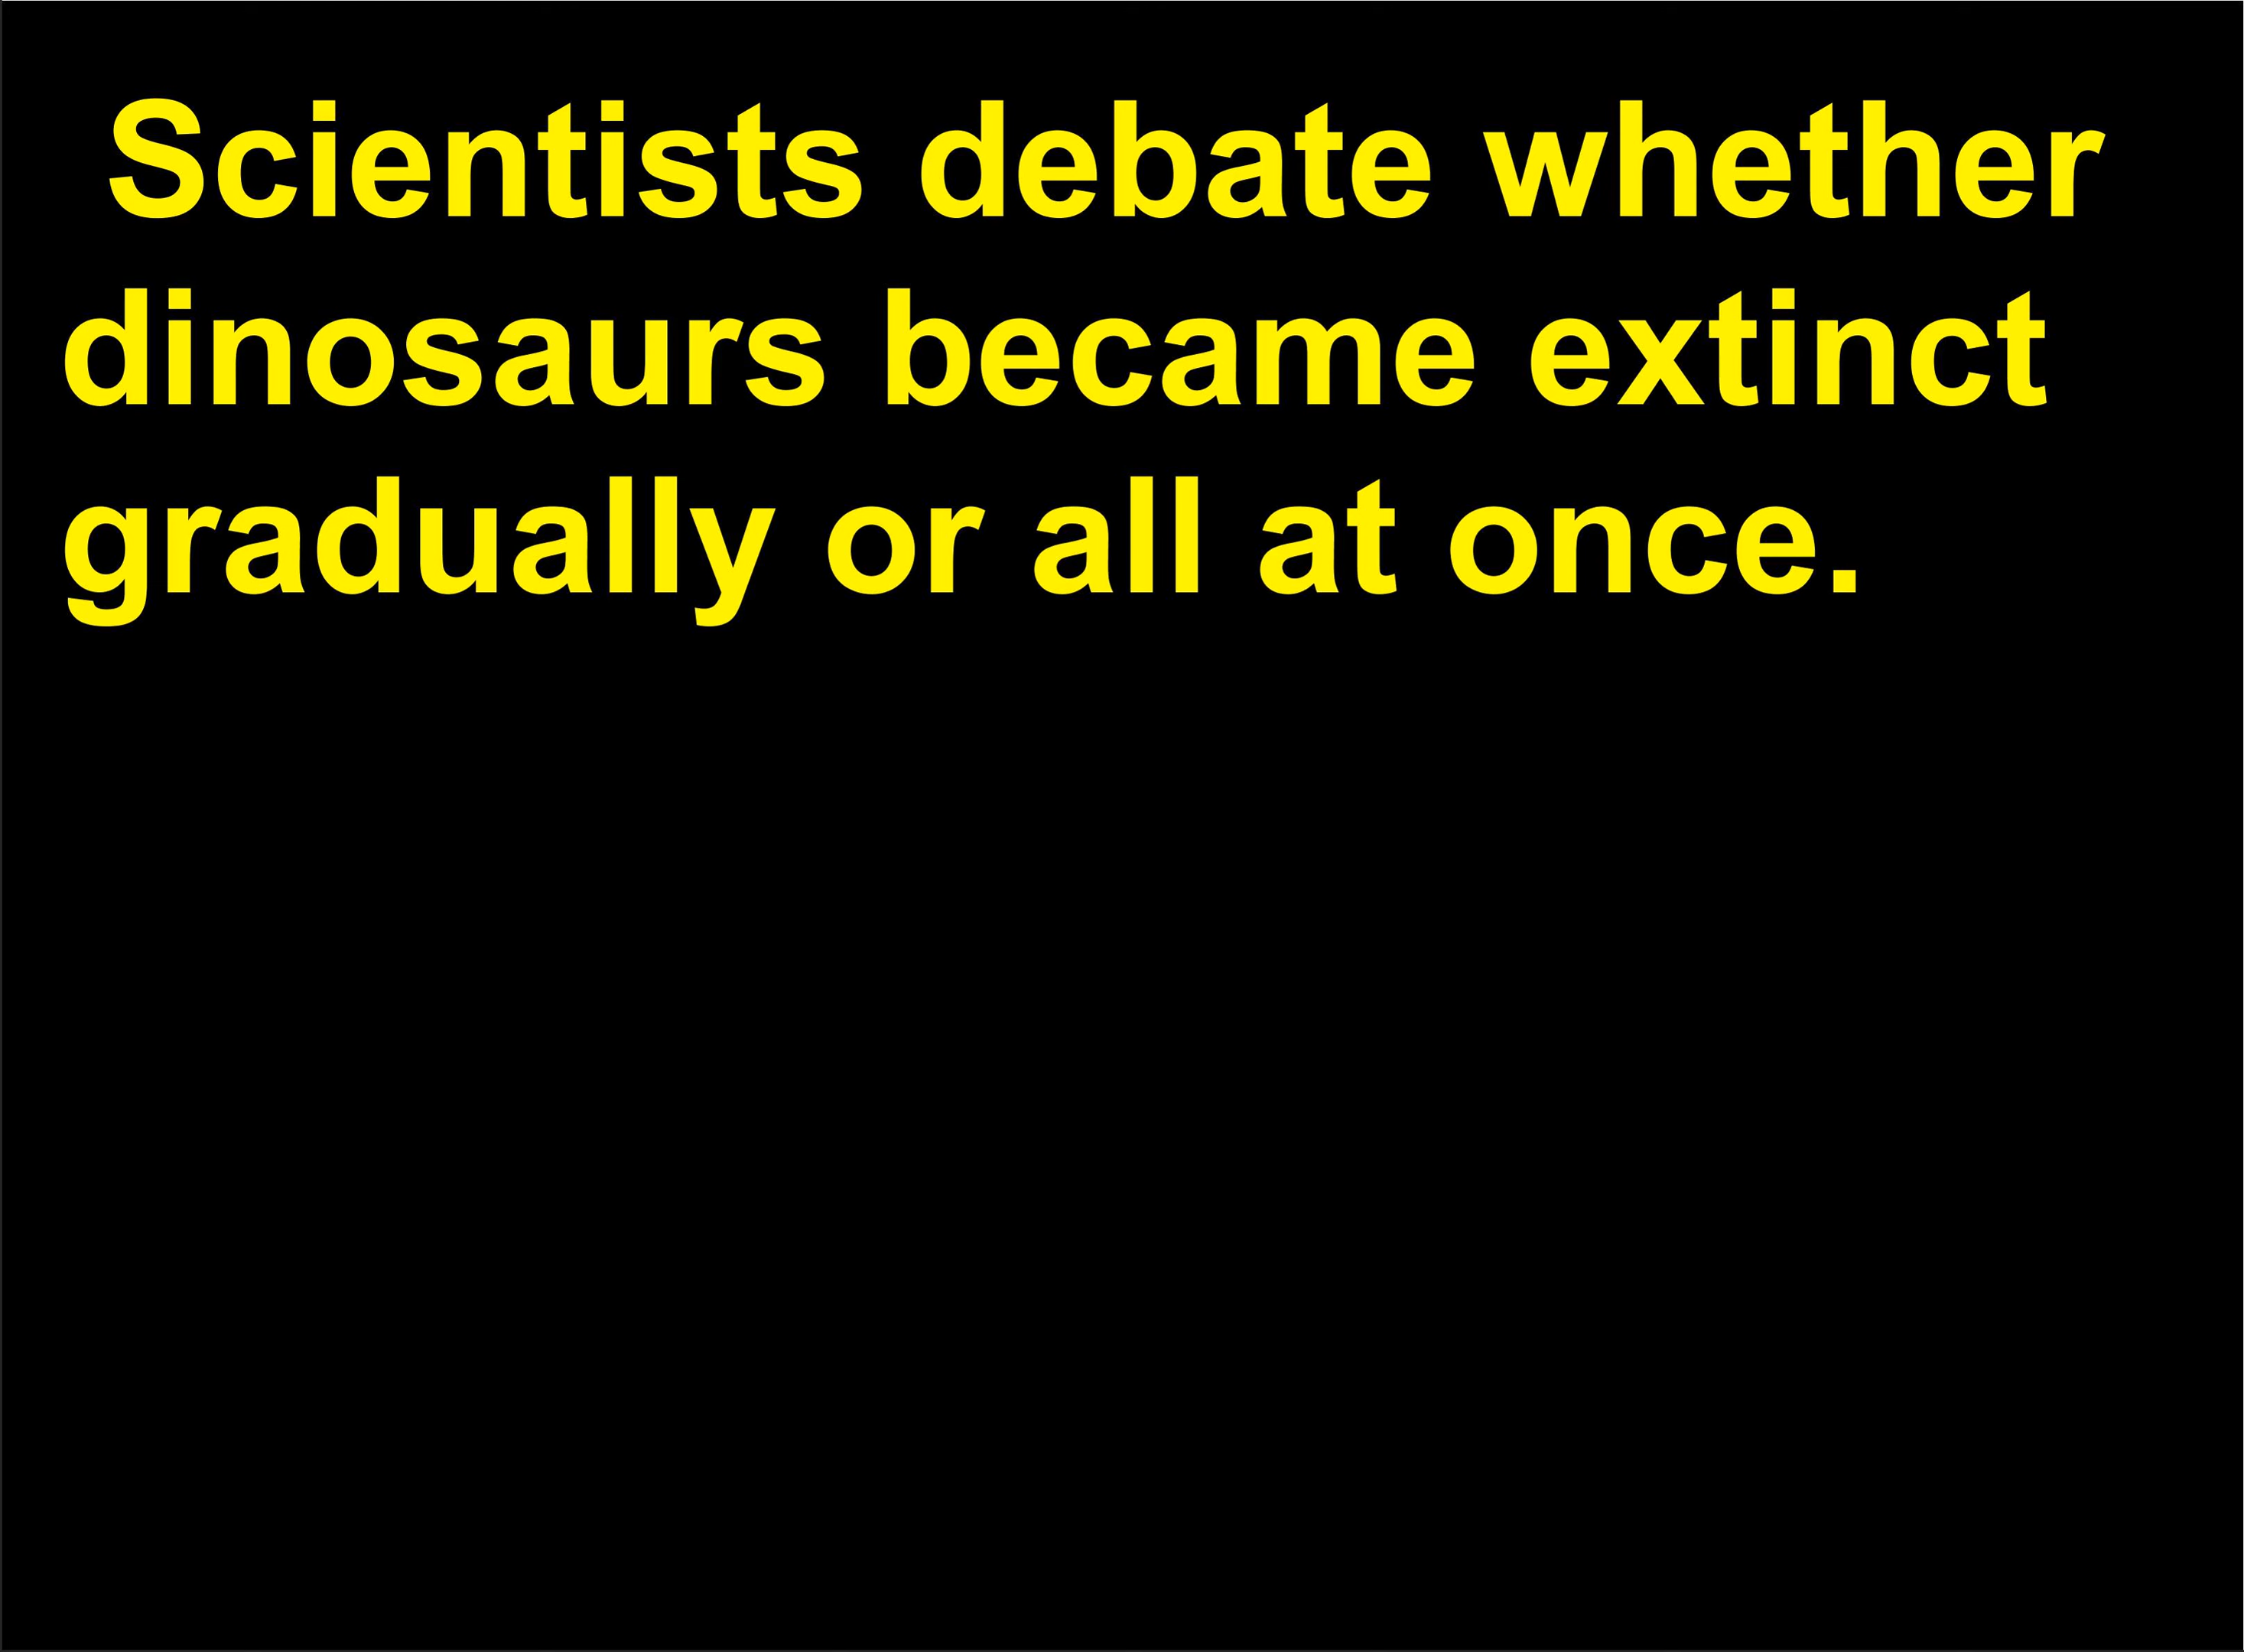 Scientists debate whether
dinosaurs became extinct
gradually or all at once.